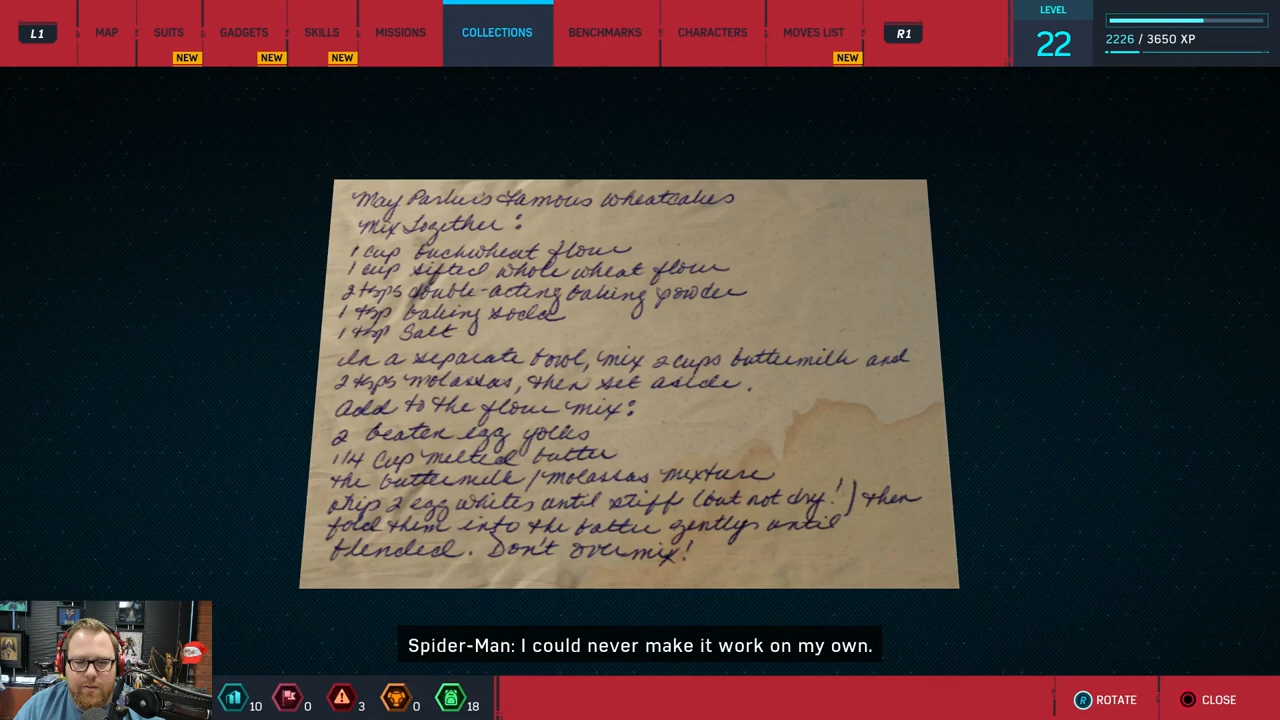 L1
MAP
SUITS
NEW
GADGETS
NEW
SKILLS
NEW
MISSIONS
COLLECTIONS
BENCHMARKS
CHARACTERS
MOVES LIST
NEW
R1
LEVEL
22
2226 / 3650 XP
May Parker's Famous Wheatcakes
Mix Together:
1 cup buckwheat flour
1 cup sifted whole wheat flour
2 tsps double-acting baking powder
1 tsp baking soda
1 tsp Salt
In a separate bowl, mix 2 cups buttermilk and
2 tsps molassas, then set aside.
Add to the flour mix:
2 beaten egg yolks
1/4 Cup melted butter
the buttermilk/molassas mixture
whip 2 egg whites until stiff (but not dry!) then
fold them into the batter gently until
blended. Don't overmix!
Spider-Man: I could never make it work on my own.
10
0
3
0
18
R ROTATE
CLOSE